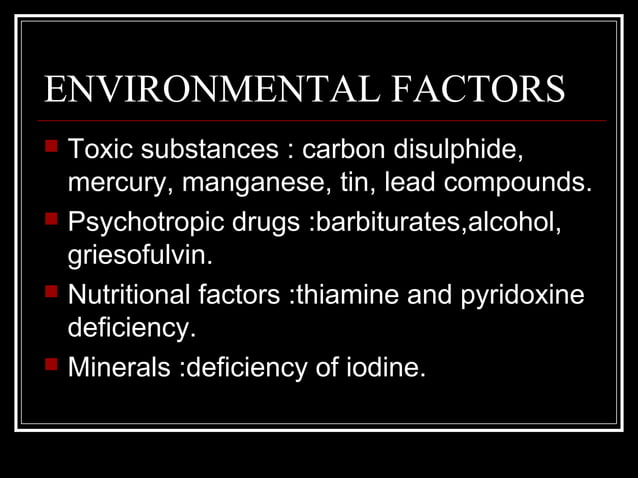 ENVIRONMENTAL FACTORS
Toxic substances : carbon disulphide,
mercury, manganese, tin, lead compounds.
Psychotropic drugs :barbiturates,alcohol,
griesofulvin.
Nutritional factors :thiamine and pyridoxine
deficiency.
Minerals :deficiency of iodine.